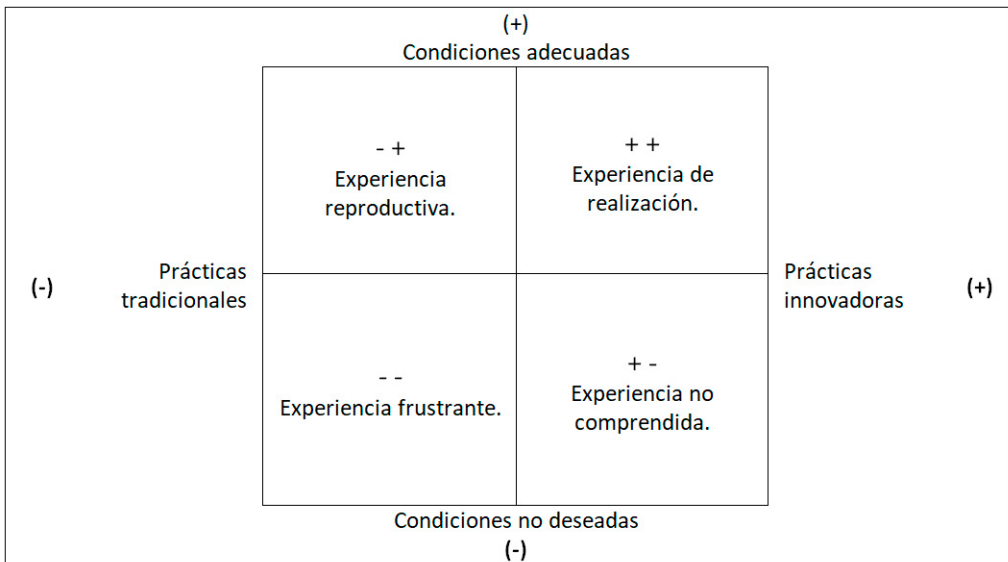 (+)
Condiciones adecuadas
- +
Experiencia
reproductiva.
+ +
Experiencia de
realización.
(-)
Prácticas
tradicionales
Prácticas
innovadoras
(+)
- -
Experiencia frustrante.
+ -
Experiencia no
comprendida.
Condiciones no deseadas
(-)